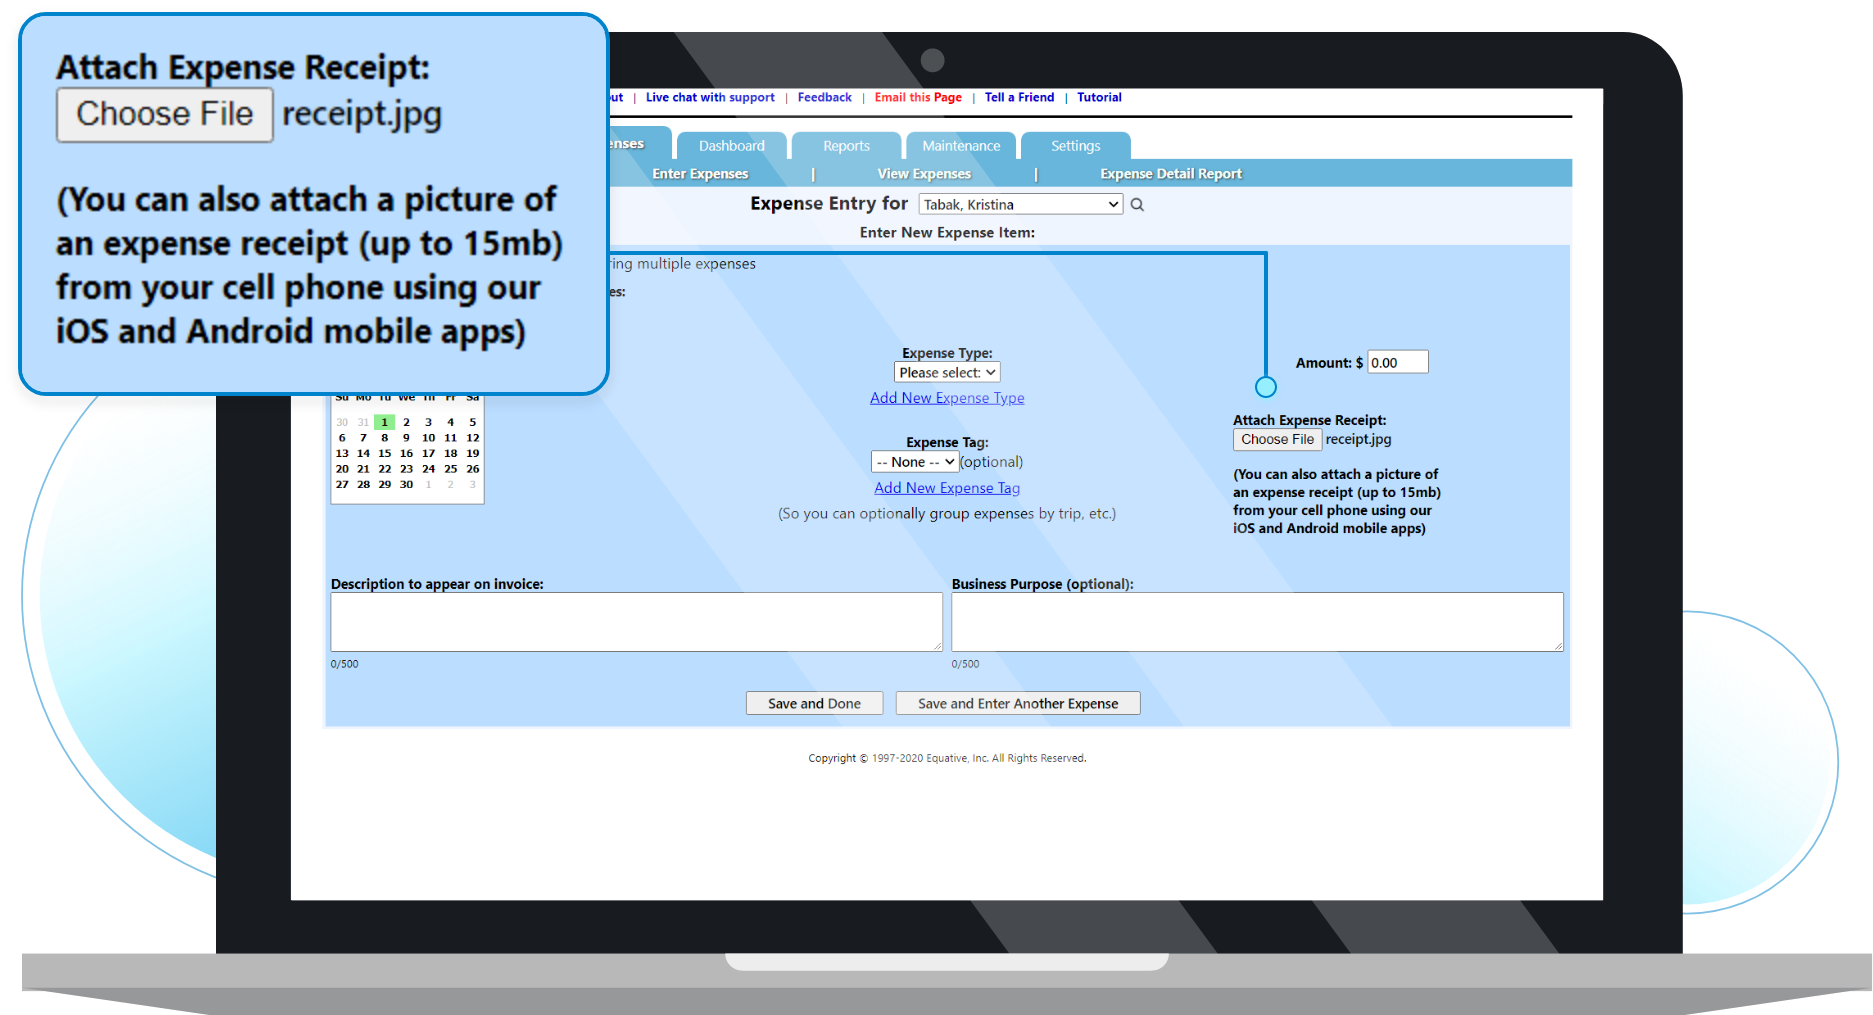 Attach Expense Receipt:
Choose File receipt.jpg
(You can also attach a picture of
an expense receipt (up to 15mb)
from your cell phone using our
iOS and Android mobile apps)
| Live chat with support | Feedback | Email this Page | Tell a Friend | Tutorial
Dashboard Reports Maintenance Settings
Enter Expenses | View Expenses | Expense Detail Report
Expense Entry for Tabak, Kristina
Enter New Expense Item:
multiple expenses
Expense Type:
Please select:
Add New Expense Type
Amount: $ 0.00
Su Mo Tu We Th Fr Sa
30 31 1 2 3 4 5
6 7 8 9 10 11 12
13 14 15 16 17 18 19
20 21 22 23 24 25 26
27 28 29 30 1 2 3
Expense Tag:
-- None -- (optional)
Add New Expense Tag
(So you can optionally group expenses by trip, etc.)
Attach Expense Receipt:
Choose File receipt.jpg
(You can also attach a picture of
an expense receipt (up to 15mb)
from your cell phone using our
iOS and Android mobile apps)
Description to appear on invoice:
0/500
Business Purpose (optional):
0/500
Save and Done Save and Enter Another Expense
Copyright © 1997-2020 Equative, Inc. All Rights Reserved.